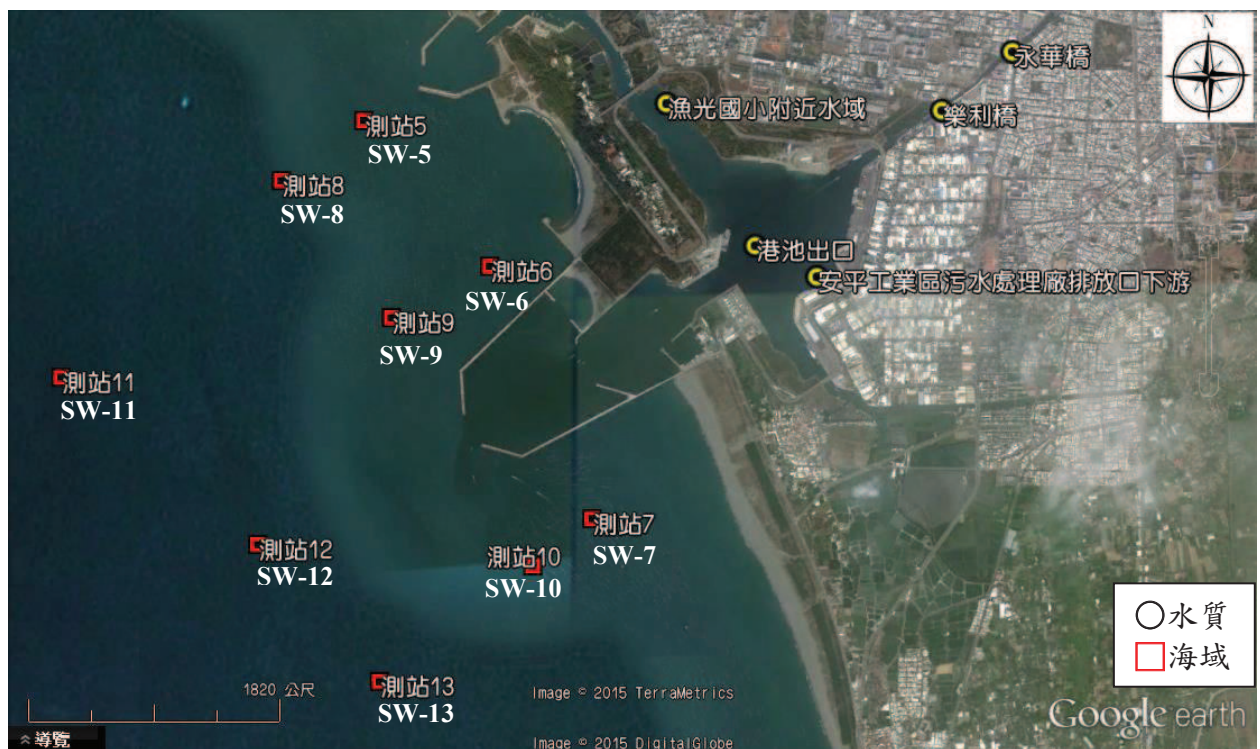 N
永華橋
漁光國小附近水域
樂利橋
測站5
SW-5
測站8
SW-8
港池出口
測站6
SW-6
安平工業區污水處理廠排放口下游
測站9
SW-9
測站11
SW-11
測站7
SW-7
測站12
SW-12
測站10
SW-10
水質
海域
測站13
SW-13
1820 公尺
Image © 2015 TerraMetrics
Google earth
導覽
Image © 2015 DigitalGlobe